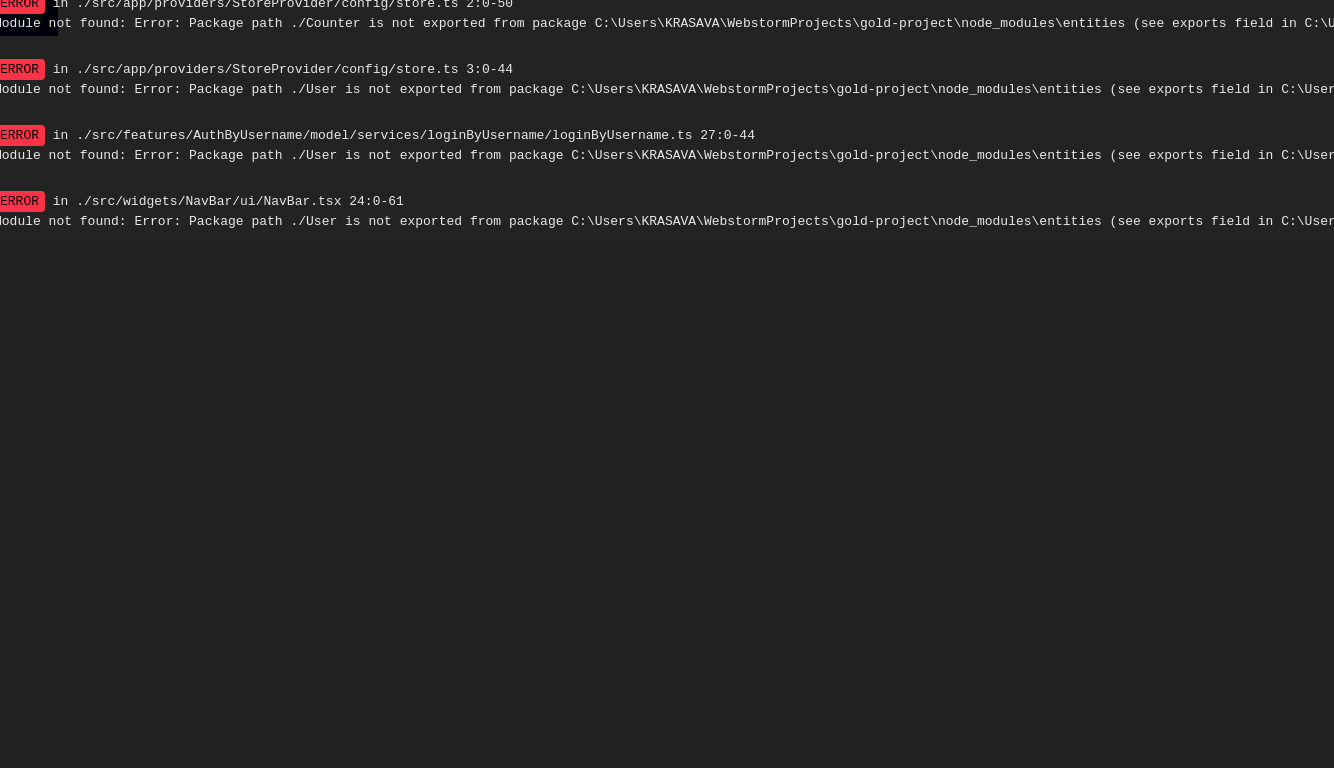 ERROR in ./src/app/providers/StoreProvider/config/store.ts 2:0-50
Module not found: Error: Package path ./Counter is not exported from package C:\Users\KRASAVA\WebstormProjects\gold-project\node_modules\entities (see exports field in C:\U
ERROR in ./src/app/providers/StoreProvider/config/store.ts 3:0-44
Module not found: Error: Package path ./User is not exported from package C:\Users\KRASAVA\WebstormProjects\gold-project\node_modules\entities (see exports field in C:\User
ERROR in ./src/features/AuthByUsername/model/services/loginByUsername/loginByUsername.ts 27:0-44
Module not found: Error: Package path ./User is not exported from package C:\Users\KRASAVA\WebstormProjects\gold-project\node_modules\entities (see exports field in C:\User
ERROR in ./src/widgets/NavBar/ui/NavBar.tsx 24:0-61
Module not found: Error: Package path ./User is not exported from package C:\Users\KRASAVA\WebstormProjects\gold-project\node_modules\entities (see exports field in C:\User